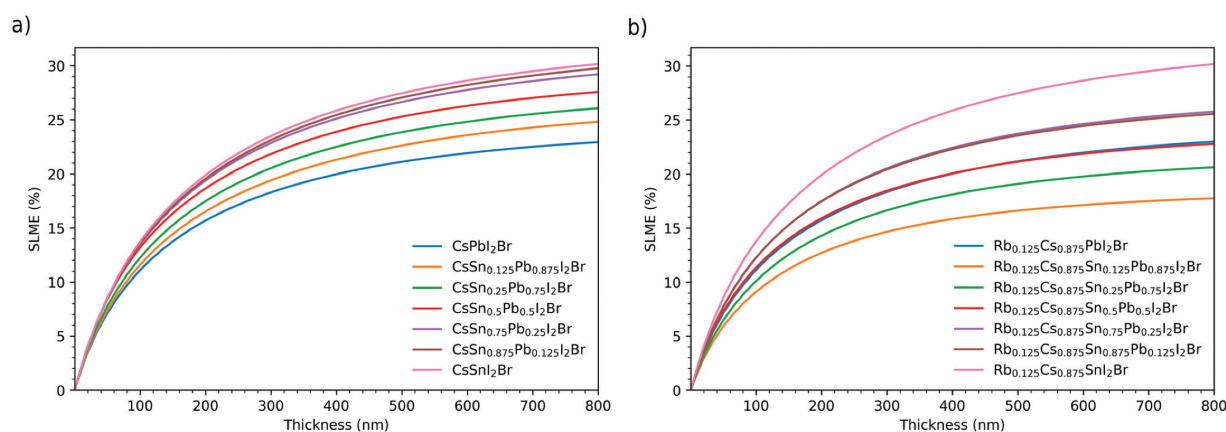 a)
SLME (%)
30
25
20
15
10
5
0
100 200 300 400 500 600 700 800
Thickness (nm)
CsPbI₂Br
CsSn₀.₁₂₅Pb₀.₈₇₅I₂Br
CsSn₀.₂₅Pb₀.₇₅I₂Br
CsSn₀.₅Pb₀.₅I₂Br
CsSn₀.₇₅Pb₀.₂₅I₂Br
CsSn₀.₈₇₅Pb₀.₁₂₅I₂Br
CsSnI₂Br
b)
SLME (%)
30
25
20
15
10
5
0
100 200 300 400 500 600 700 800
Thickness (nm)
Rb₀.₁₂₅Cs₀.₈₇₅PbI₂Br
Rb₀.₁₂₅Cs₀.₈₇₅Sn₀.₁₂₅Pb₀.₈₇₅I₂Br
Rb₀.₁₂₅Cs₀.₈₇₅Sn₀.₂₅Pb₀.₇₅I₂Br
Rb₀.₁₂₅Cs₀.₈₇₅Sn₀.₅Pb₀.₅I₂Br
Rb₀.₁₂₅Cs₀.₈₇₅Sn₀.₇₅Pb₀.₂₅I₂Br
Rb₀.₁₂₅Cs₀.₈₇₅Sn₀.₈₇₅Pb₀.₁₂₅I₂Br
Rb₀.₁₂₅Cs₀.₈₇₅SnI₂Br